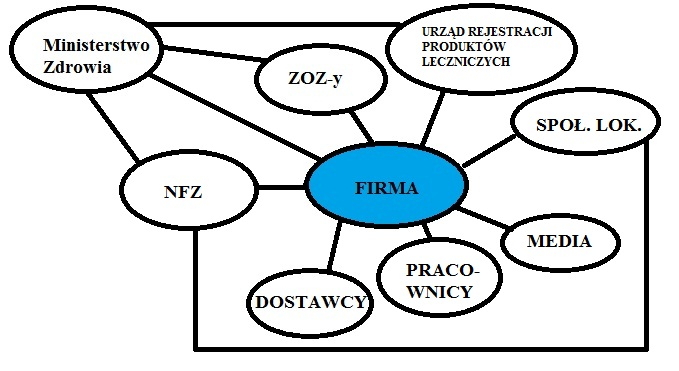 Ministerstwo
Zdrowia
URZĄD REJESTRACJI
PRODUKTÓW
LECZNICZYCH
ZOZ-y
SPOŁ. LOK.
NFZ
FIRMA
MEDIA
PRACO-
WNICY
DOSTAWCY